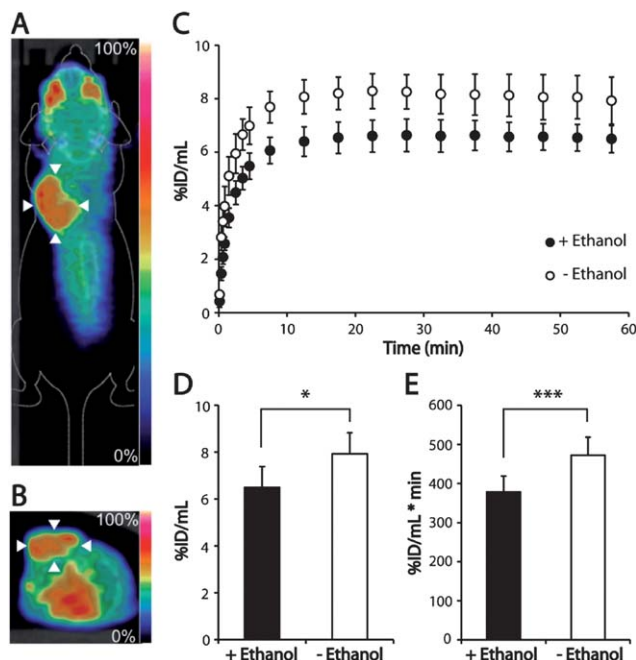 A
100%
0%
B
100%
0%
C
%ID/mL
10
8
6
4
2
0
0 10 20 30 40 50 60
Time (min)
+ Ethanol
- Ethanol
D
*
%ID/mL
10
8
6
4
2
0
+ Ethanol - Ethanol
E
***
%ID/mL * min
600
500
400
300
200
100
0
+ Ethanol - Ethanol